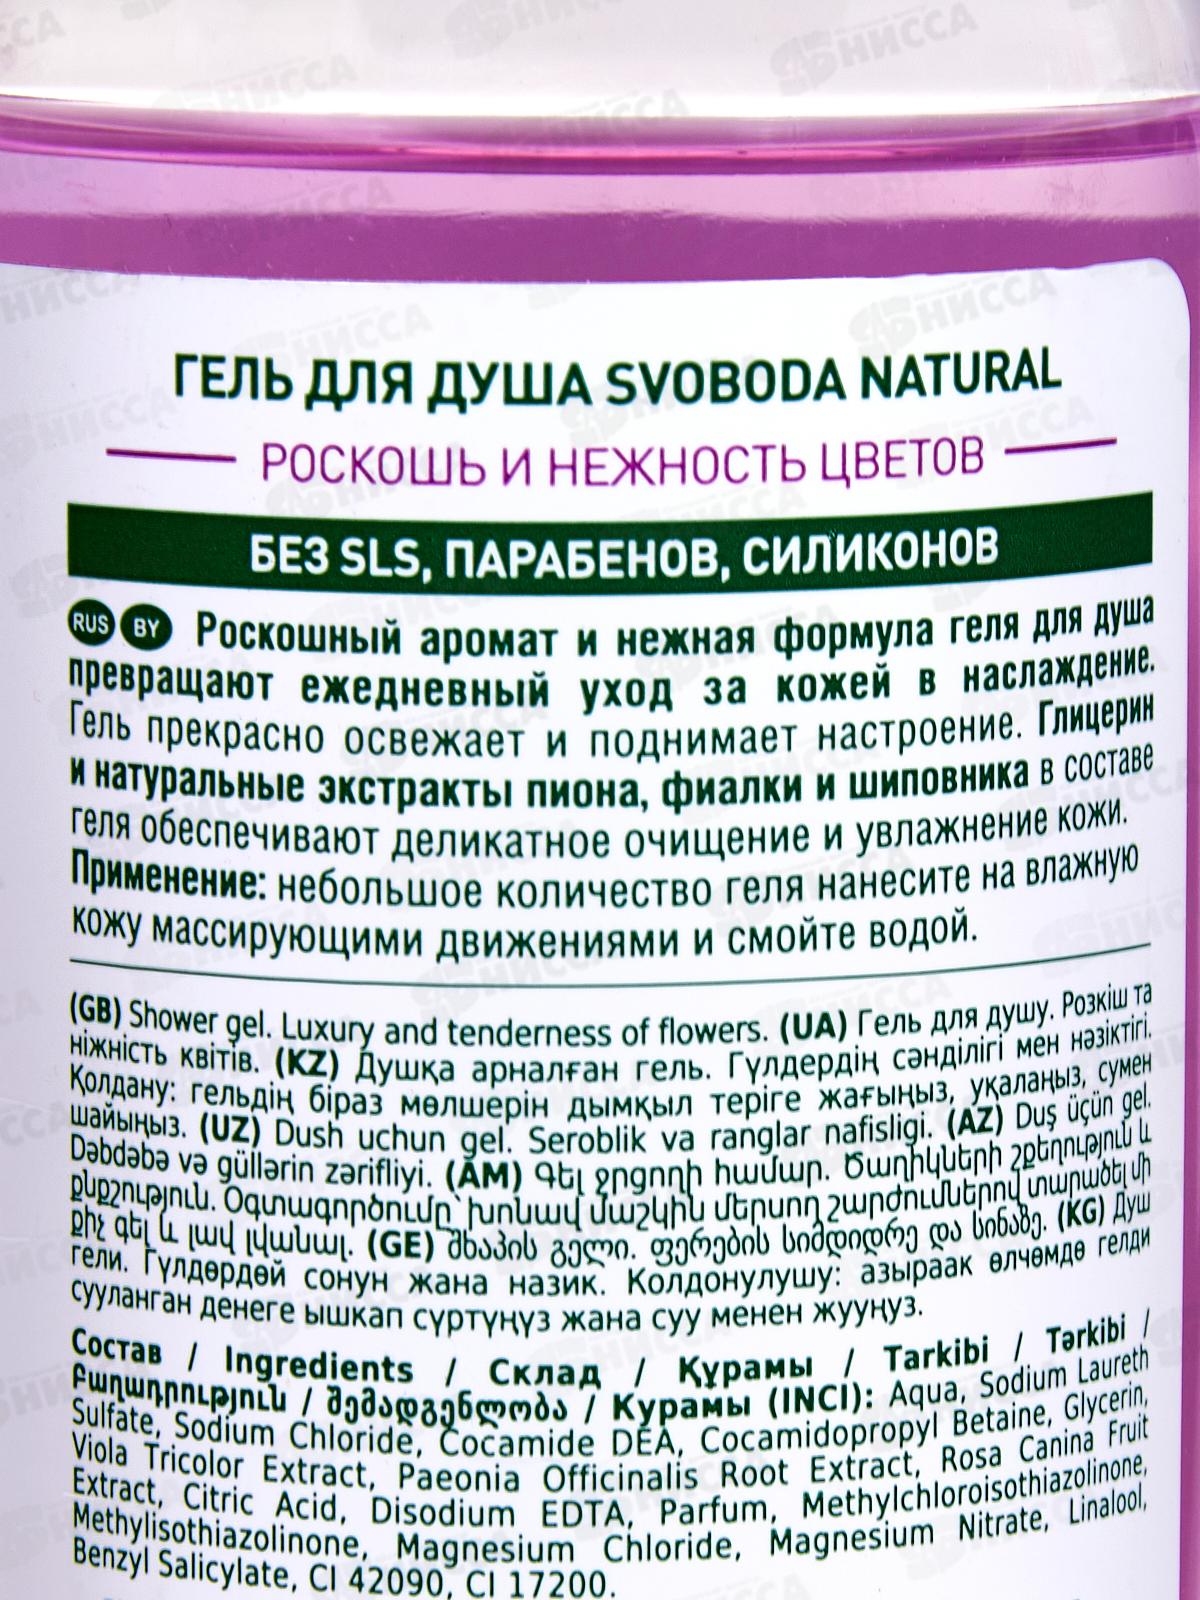 ГЕЛЬ ДЛЯ ДУША SVOBODA NATURAL
РОСКОШЬ И НЕЖНОСТЬ ЦВЕТОВ
БЕЗ SLS, ПАРАБЕНОВ, СИЛИКОНОВ
RUS BY Роскошный аромат и нежная формула геля для душа
превращают ежедневный уход за кожей в наслаждение.
Гель прекрасно освежает и поднимает настроение. Глицерин
и натуральные экстракты пиона, фиалки и шиповника в составе
геля обеспечивают деликатное очищение и увлажнение кожи.
Применение: небольшое количество геля нанесите на влажную
кожу массирующими движениями и смойте водой.
(GB) Shower gel. Luxury and tenderness of flowers. (UA) Гель для душу. Розкіш та
ніжність квітів. (KZ) Душқа арналған гель. Гүлдердің сәнділігі мен нәзіктігі.
Қолдану: гельдің біраз мөлшерін дымқыл теріге жағыңыз, уқалаңыз, сумен
шайыңыз. (UZ) Dush uchun gel. Seroblik va ranglar nafisligi. (AZ) Duş üçün gel.
Dəbdəbə və güllərin zərifliyi. (AM) Գել ցողողի համար. Ծաղիկների շքեղություն և
քնքշություն. Օգտագործումը՝ խոնավ մաշկին մերսող շարժումներով տարածել մի
քիչ գել և լավ լվանալ. (GE) შხაპის გელი. ფერების სიმდიდრე და სინაზე. (KG) Душ
гели. Гүлдөрдөй сонун жана назик. Колдонулушу: азыраак өлчөмдө гелди
сууланган денеге ышкап сүртүңүз жана суу менен жууңуз.
Состав / Ingredients / Склад / Құрамы / Tarkibi / Tərkibi /
Բաղադրություն / შემადგენლობა / Курамы (INCI): Aqua, Sodium Laureth
Sulfate, Sodium Chloride, Cocamide DEA, Cocamidopropyl Betaine, Glycerin,
Viola Tricolor Extract, Paeonia Officinalis Root Extract, Rosa Canina Fruit
Extract, Citric Acid, Disodium EDTA, Parfum, Methylchloroisothiazolinone,
Methylisothiazolinone, Magnesium Chloride, Magnesium Nitrate, Linalool,
Benzyl Salicylate, CI 42090, CI 17200.